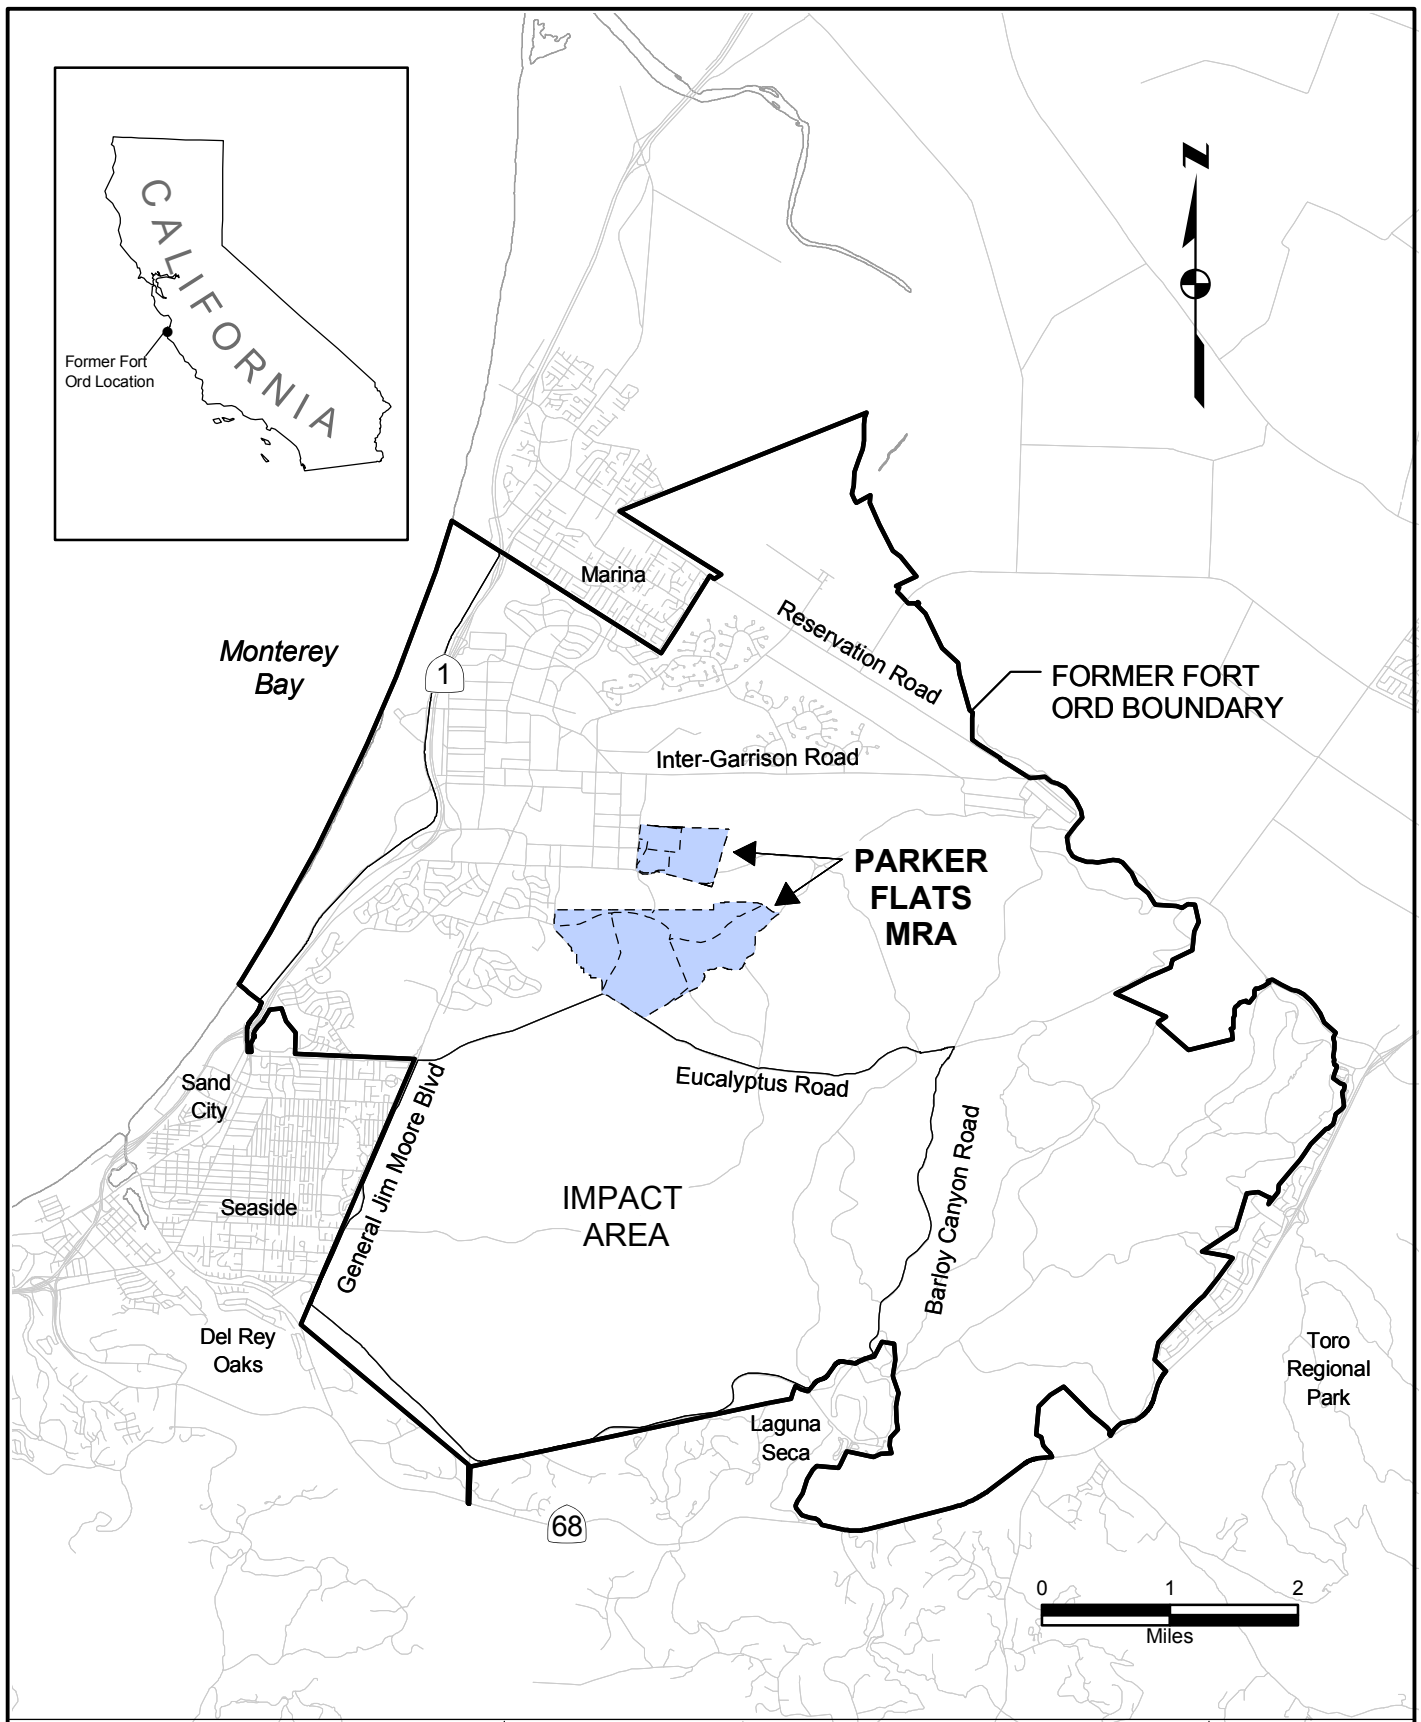 CALIFORNIA
Former Fort
Ord Location
N
Marina
Monterey
Bay
1
Reservation Road
FORMER FORT
ORD BOUNDARY
Inter-Garrison Road
PARKER
FLATS
MRA
Sand
City
Eucalyptus Road
General Jim Moore Blvd
Barloy Canyon Road
Seaside
IMPACT
AREA
Del Rey
Oaks
Toro
Regional
Park
Laguna
Seca
68
0 1 2
Miles